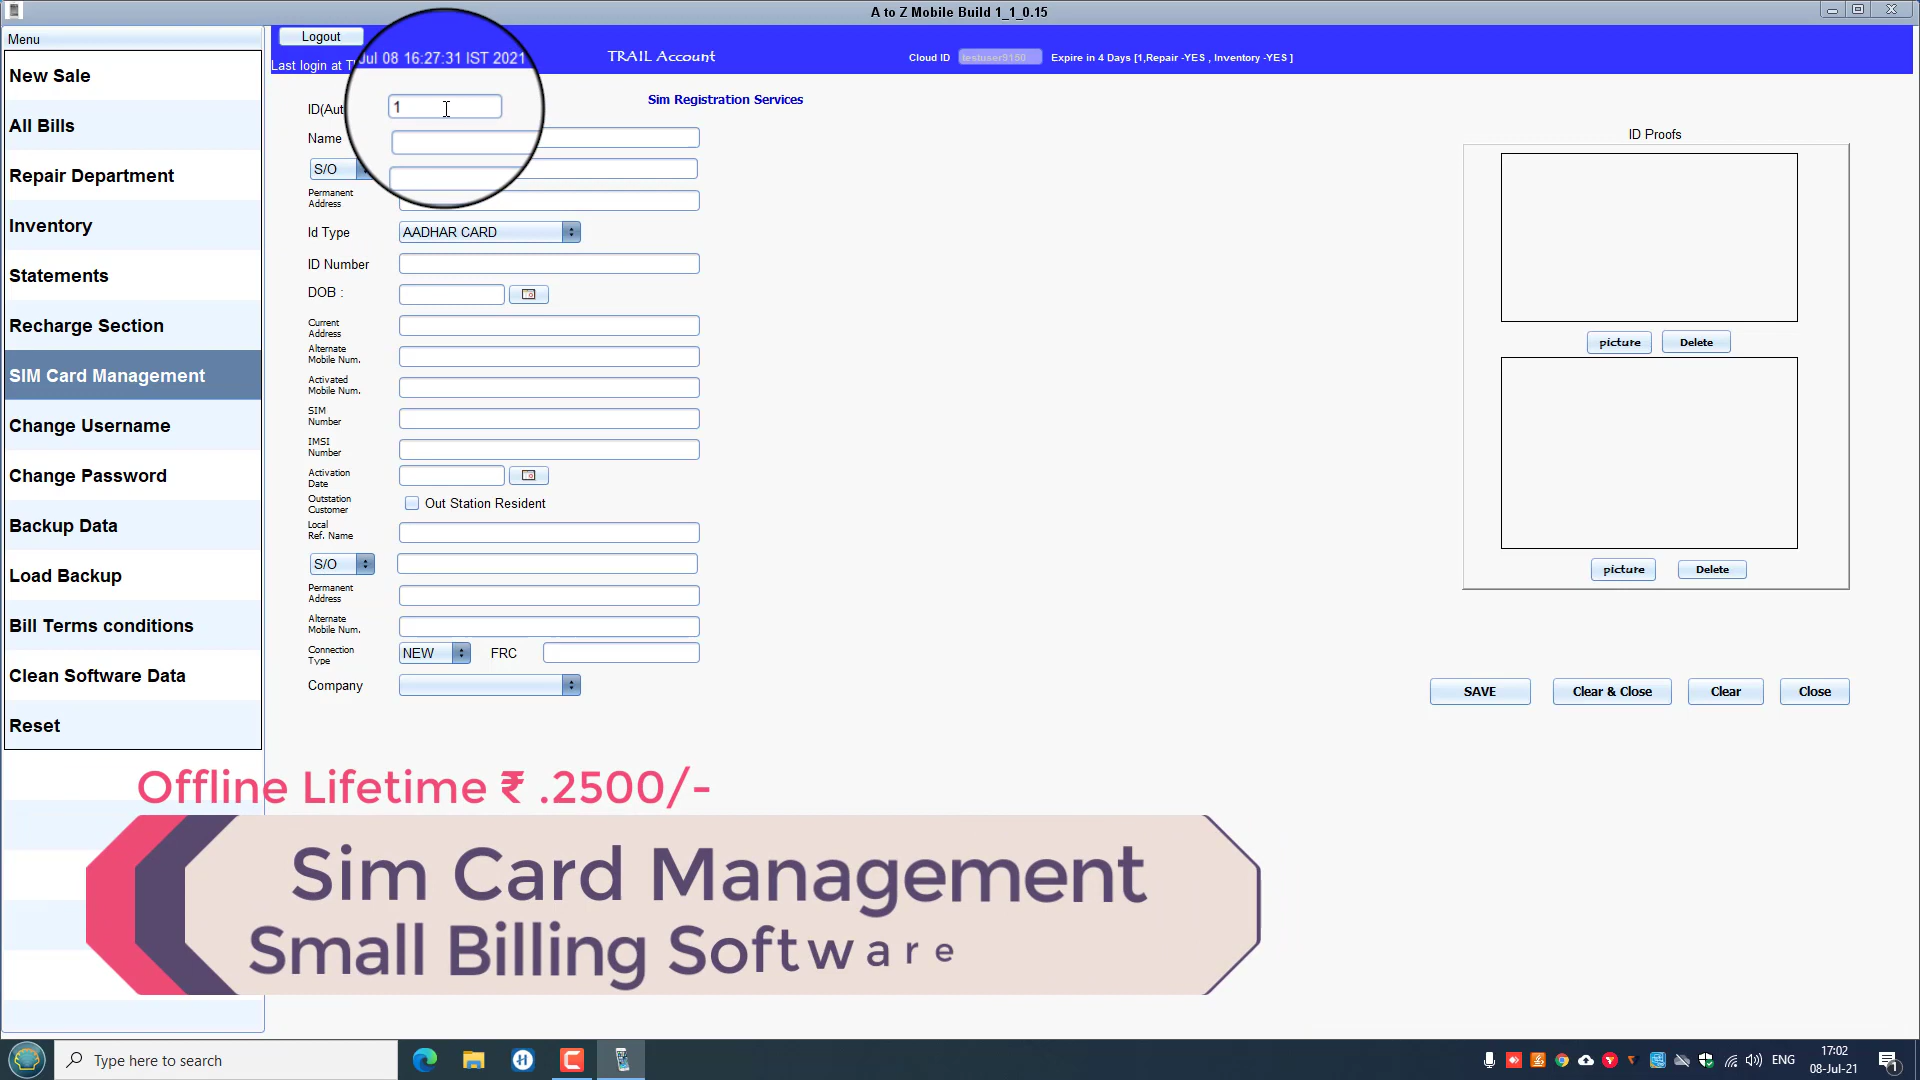 A to Z Mobile Build 1_1_0.15
Menu
Logout
Last login at T
Jul 08 16:27:31 IST 2021
TRAIL Account
Cloud ID
testuser9150
Expire in 4 Days [1,Repair -YES , Inventory -YES ]
New Sale
All Bills
Repair Department
Inventory
Statements
Recharge Section
SIM Card Management
Change Username
Change Password
Backup Data
Load Backup
Bill Terms conditions
Clean Software Data
Reset
ID(Aut
1
Sim Registration Services
Name
S/O
Permanent
Address
Id Type
AADHAR CARD
ID Number
DOB :
Current
Address
Alternate
Mobile Num.
Activated
Mobile Num.
SIM
Number
IMSI
Number
Activation
Date
Outstation
Customer
Out Station Resident
Local
Ref. Name
S/O
Permanent
Address
Alternate
Mobile Num.
Connection
Type
NEW
FRC
Company
ID Proofs
picture
Delete
picture
Delete
SAVE
Clear & Close
Clear
Close
Offline Lifetime ₹ .2500/-
Sim Card Management
Small Billing Software
Type here to search
ENG
17:02
08-Jul-21
1